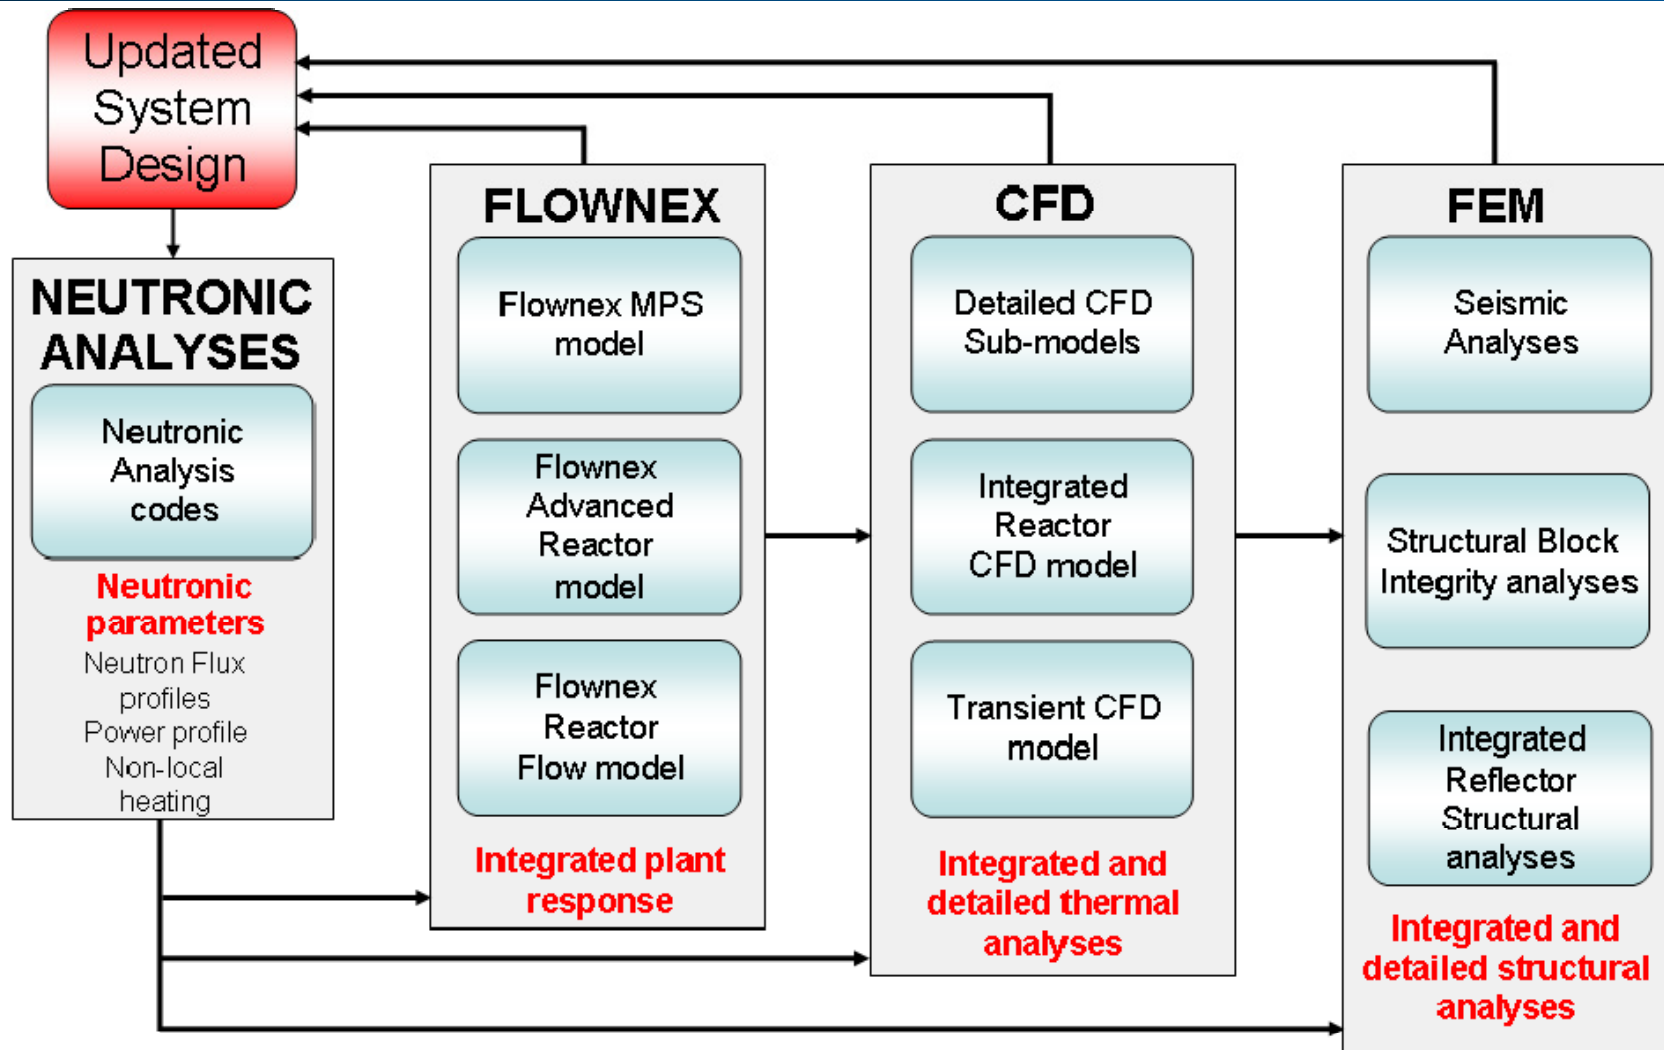 Updated
System
Design
NEUTRONIC
ANALYSES
Neutronic
Analysis
codes
Neutronic
parameters
Neutron Flux
profiles
Power profile
Non-local
heating
FLOWNEX
Flownex MPS
model
Flownex
Advanced
Reactor
model
Flownex
Reactor
Flow model
Integrated plant
response
CFD
Detailed CFD
Sub-models
Integrated
Reactor
CFD model
Transient CFD
model
Integrated and
detailed thermal
analyses
FEM
Seismic
Analyses
Structural Block
Integrity analyses
Integrated
Reflector
Structural
analyses
Integrated and
detailed structural
analyses